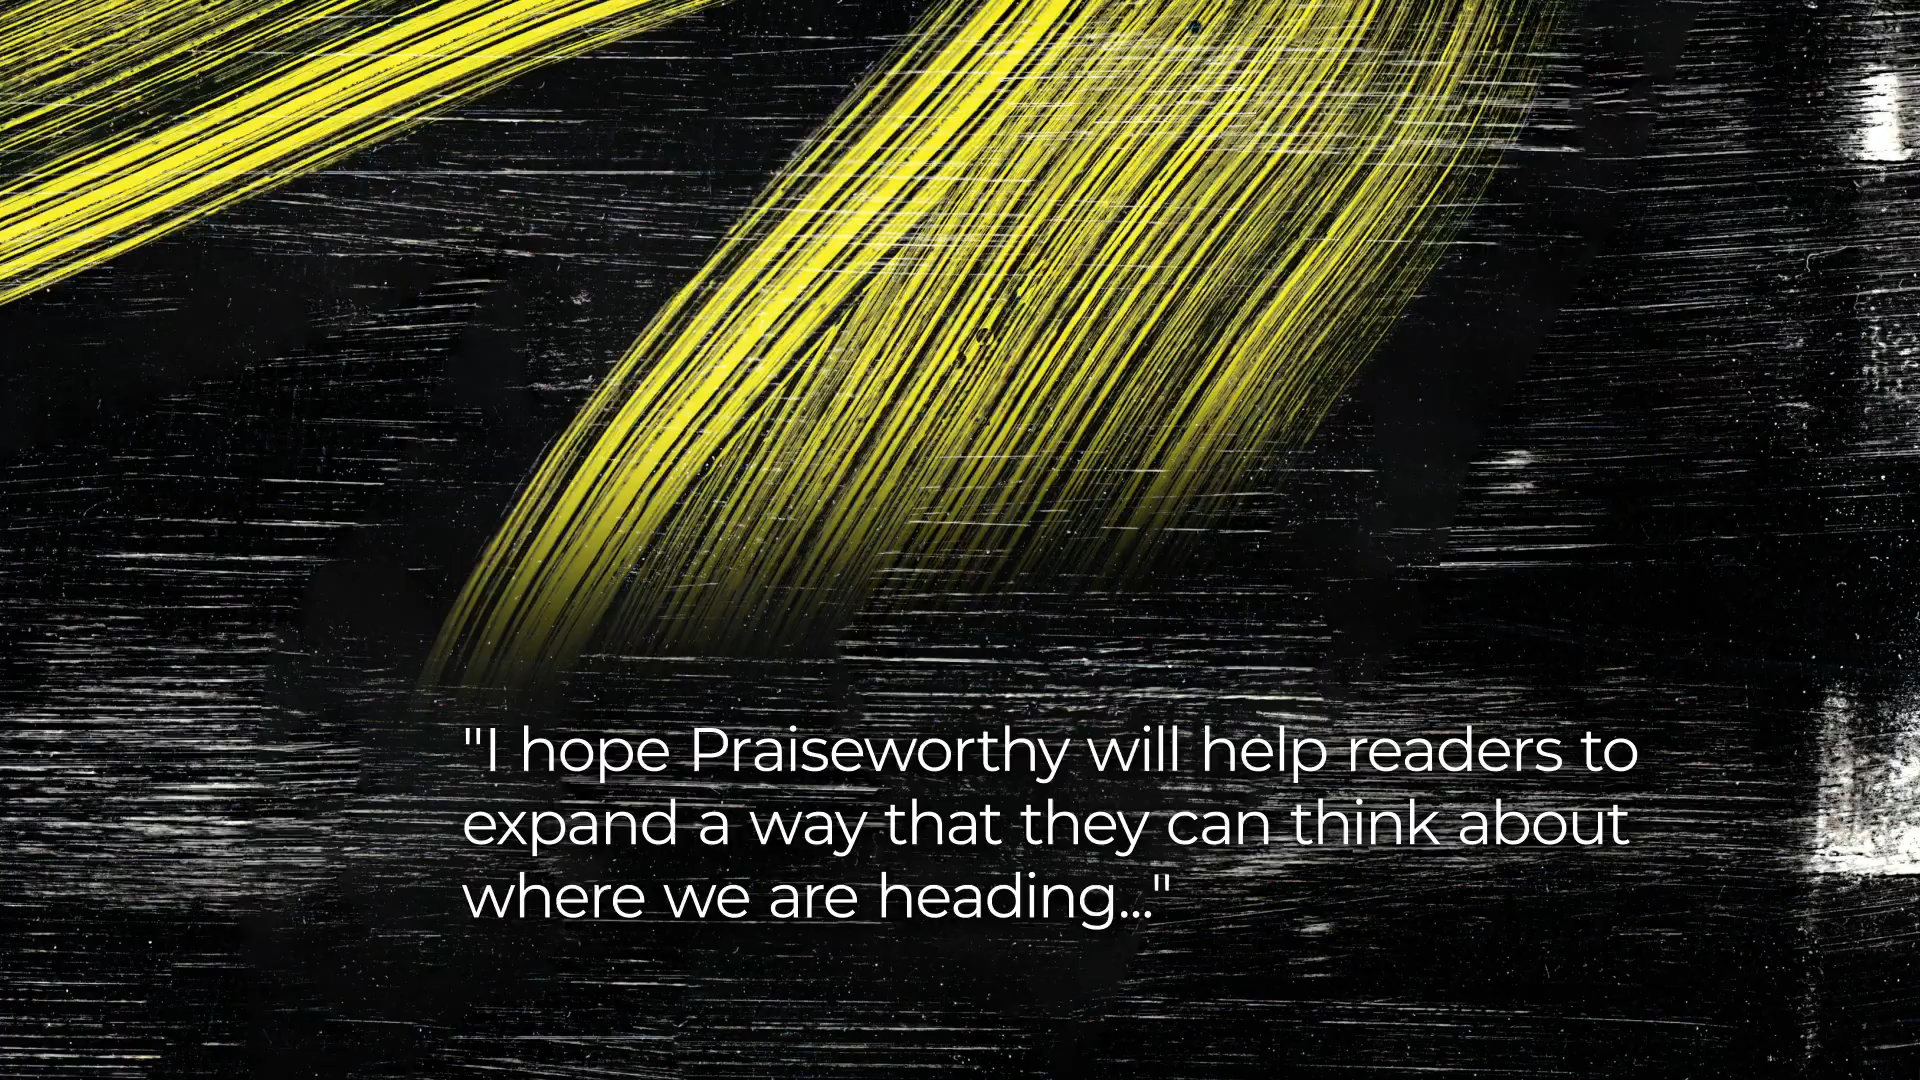 "I hope Praiseworthy will help readers to
expand a way that they can think about
where we are heading..."